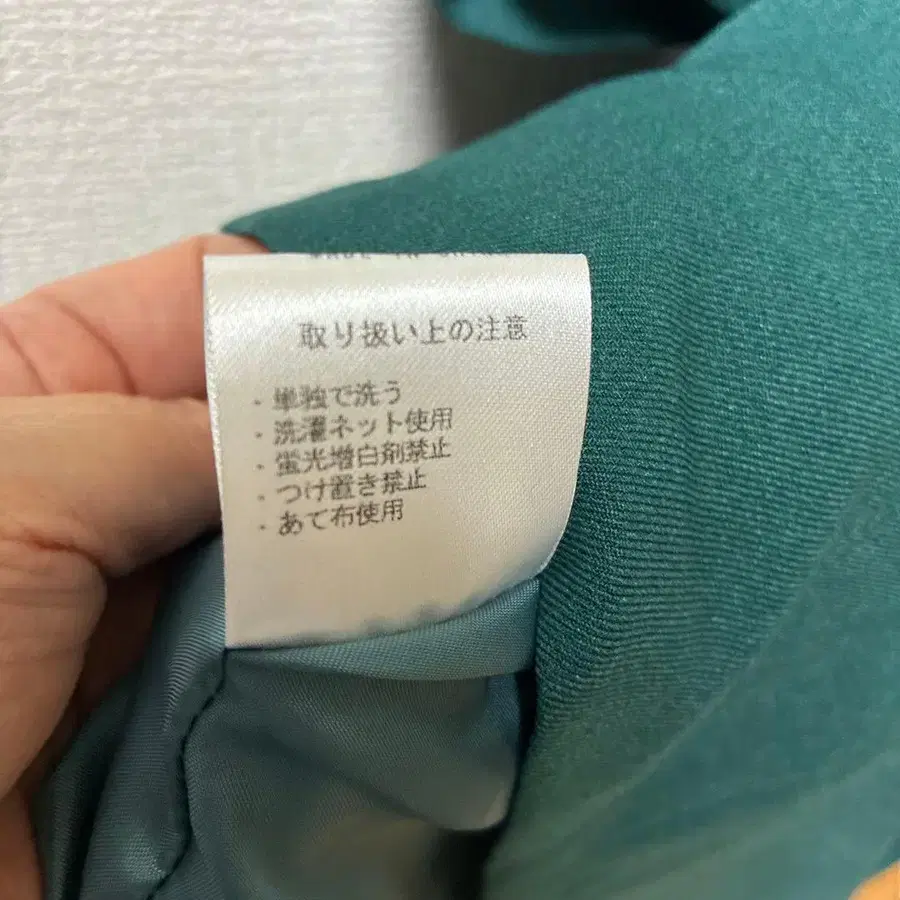 取り扱い上の注意
・単独で洗う
・洗濯ネット使用
・蛍光増白剤禁止
・つけ置き禁止
・あて布使用